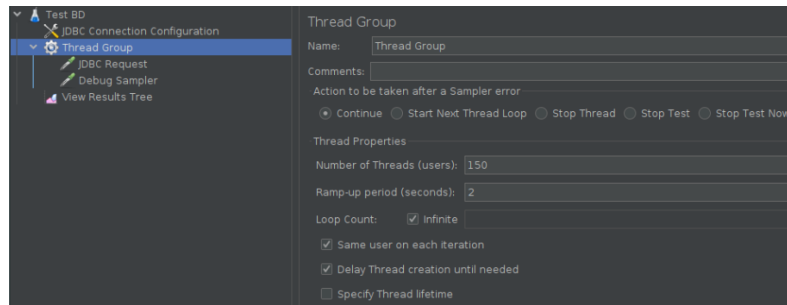 Test BD
JDBC Connection Configuration
Thread Group
JDBC Request
Debug Sampler
View Results Tree
Thread Group
Name: Thread Group
Comments:
Action to be taken after a Sampler error
Continue Start Next Thread Loop Stop Thread Stop Test Stop Test Now
Thread Properties
Number of Threads (users): 150
Ramp-up period (seconds): 2
Loop Count: Infinite
Same user on each iteration
Delay Thread creation until needed
Specify Thread lifetime